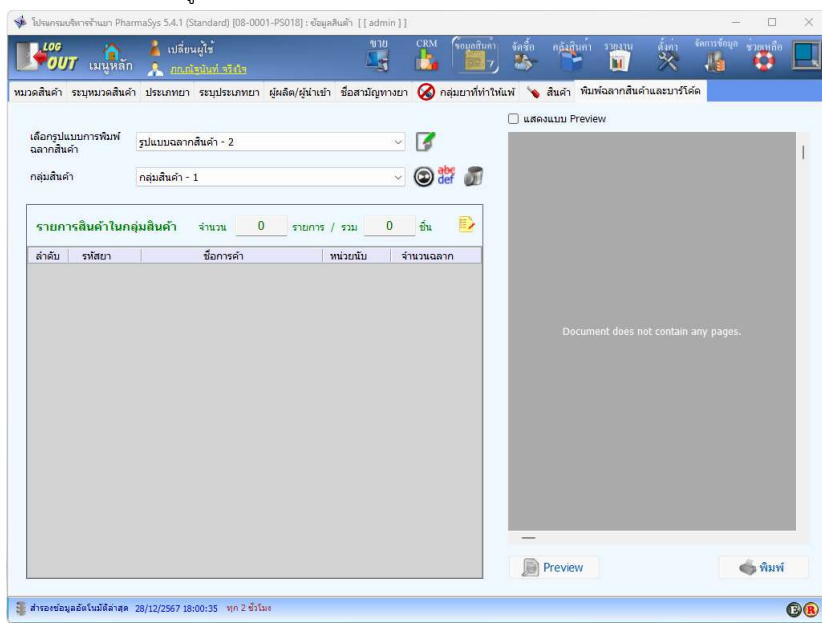 โปรแกรมบริหารร้านยา PharmaSys 5.4.1 (Standard) [08-0001-PS018] : ข้อมูลสินค้า [ [ admin ] ]
LOG OUT เมนูหลัก เปลี่ยนผู้ใช้ ขาย CRM ข้อมูลสินค้า จัดซื้อ คลังสินค้า รายงาน ตั้งค่า จัดการข้อมูล ช่วยเหลือ
หมวดสินค้า ระบุหมวดสินค้า ประเภทยา ระบุประเภทยา ผู้ผลิต/ผู้นำเข้า ชื่อสามัญทางยา กลุ่มยาที่ทำให้แพ้ สินค้า พิมพ์ฉลากสินค้าและบาร์โค้ด
แสดงแบบ Preview
เลือกรูปแบบการพิมพ์
ฉลากสินค้า
รูปแบบฉลากสินค้า - 2
กลุ่มสินค้า กลุ่มสินค้า - 1
abc
def
รายการสินค้าในกลุ่มสินค้า จำนวน 0 รายการ / รวม 0 ชิ้น
ลำดับ รหัสยา ชื่อการค้า หน่วยนับ จำนวนฉลาก
Document does not contain any pages.
Preview พิมพ์
สำรองข้อมูลอัตโนมัติล่าสุด 28/12/2567 18:00:35 ทุก 2 ชั่วโมง
E R